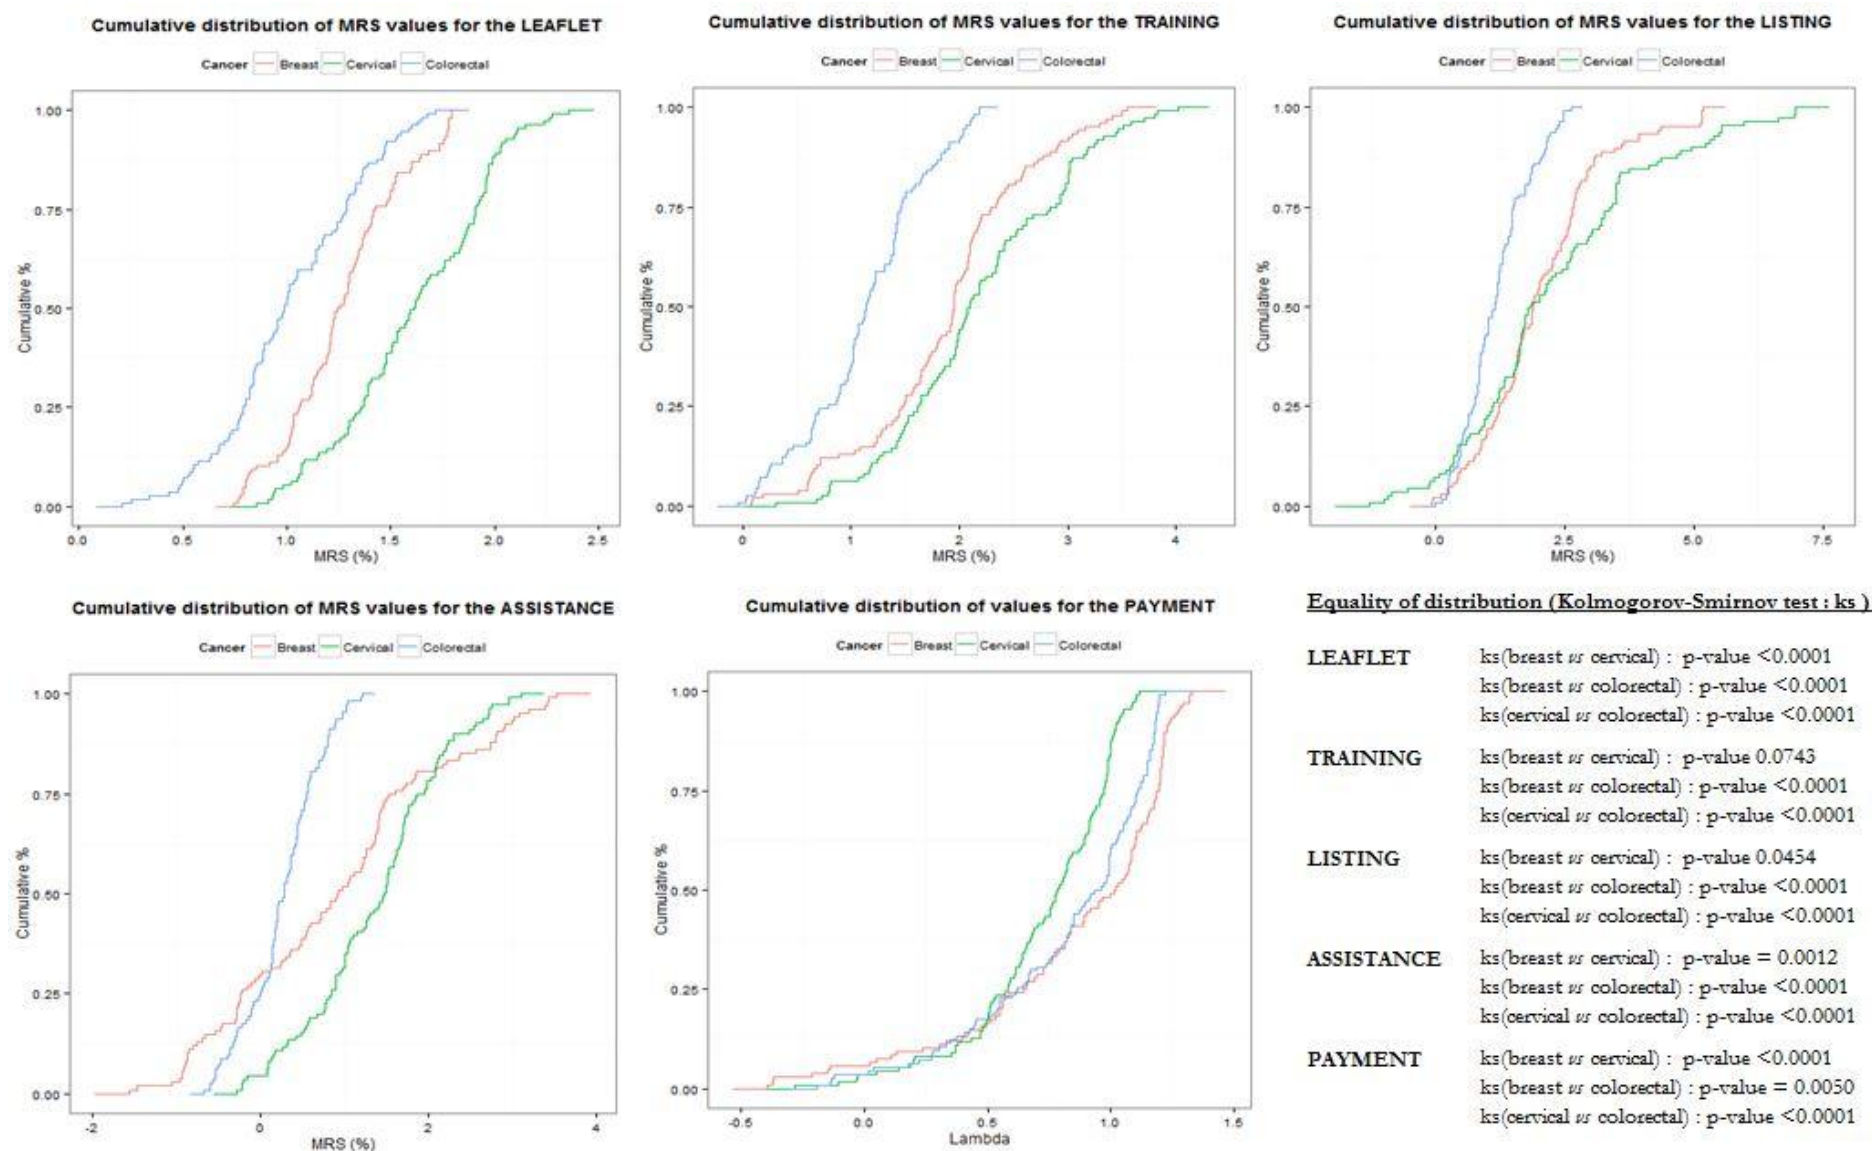 Cumulative distribution of MRS values for the LEAFLET
Cancer Breast Cervical Colorectal
1.00
0.75
0.50
0.25
0.00
Cumulative %
0.0 0.5 1.0 1.5 2.0 2.5
MRS (%)
Cumulative distribution of MRS values for the TRAINING
Cancer Breast Cervical Colorectal
1.00
0.75
0.50
0.25
0.00
Cumulative %
0 1 2 3 4
MRS (%)
Cumulative distribution of MRS values for the LISTING
Cancer Breast Cervical Colorectal
1.00
0.75
0.50
0.25
0.00
Cumulative %
0.0 2.5 5.0 7.5
MRS (%)
Cumulative distribution of MRS values for the ASSISTANCE
Cancer Breast Cervical Colorectal
1.00
0.75
0.50
0.25
0.00
Cumulative %
-2 0 2 4
MRS (%)
Cumulative distribution of values for the PAYMENT
Cancer Breast Cervical Colorectal
1.00
0.75
0.50
0.25
0.00
Cumulative %
-0.5 0.0 0.5 1.0 1.5
Lambda
Equality of distribution (Kolmogorov-Smirnov test : ks )
LEAFLET ks(breast vs cervical) : p-value <0.0001
ks(breast vs colorectal) : p-value <0.0001
ks(cervical vs colorectal) : p-value <0.0001
TRAINING ks(breast vs cervical) : p-value 0.0743
ks(breast vs colorectal) : p-value <0.0001
ks(cervical vs colorectal) : p-value <0.0001
LISTING ks(breast vs cervical) : p-value 0.0454
ks(breast vs colorectal) : p-value <0.0001
ks(cervical vs colorectal) : p-value <0.0001
ASSISTANCE ks(breast vs cervical) : p-value = 0.0012
ks(breast vs colorectal) : p-value <0.0001
ks(cervical vs colorectal) : p-value <0.0001
PAYMENT ks(breast vs cervical) : p-value <0.0001
ks(breast vs colorectal) : p-value = 0.0050
ks(cervical vs colorectal) : p-value <0.0001